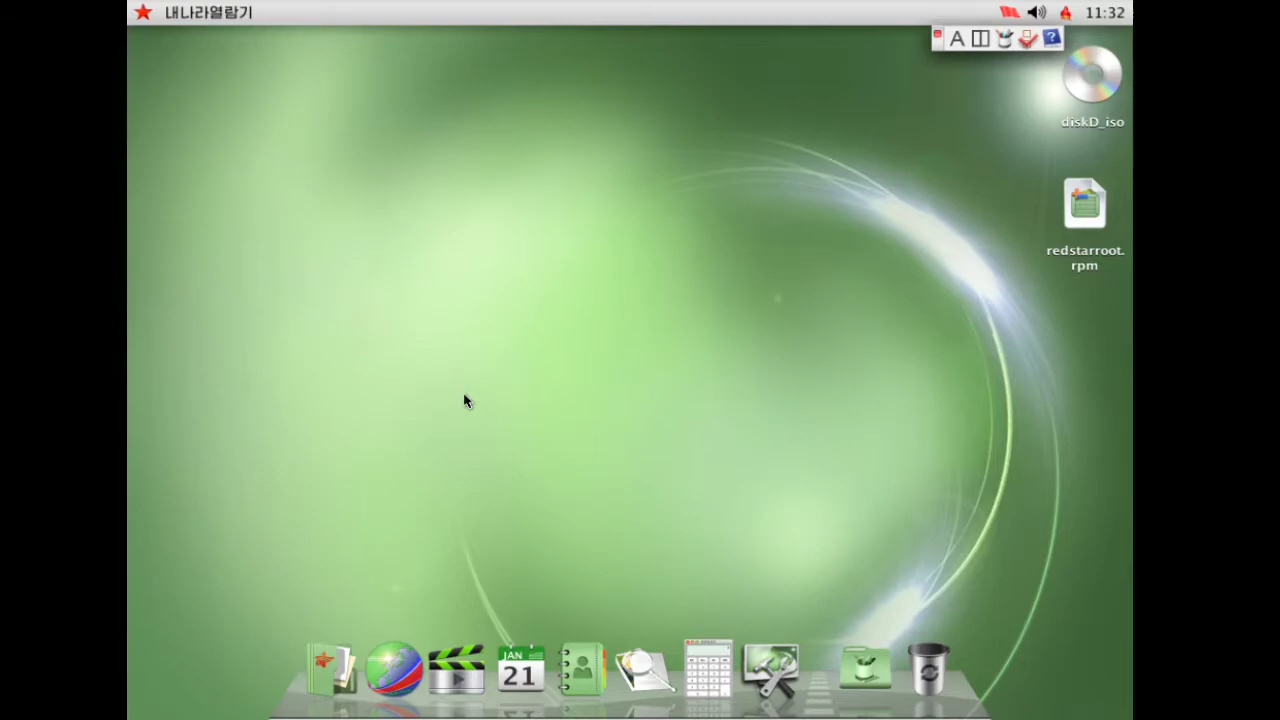 내나라열람기
11:32
A
?
diskD_iso
redstarroot.
rpm
JAN
21